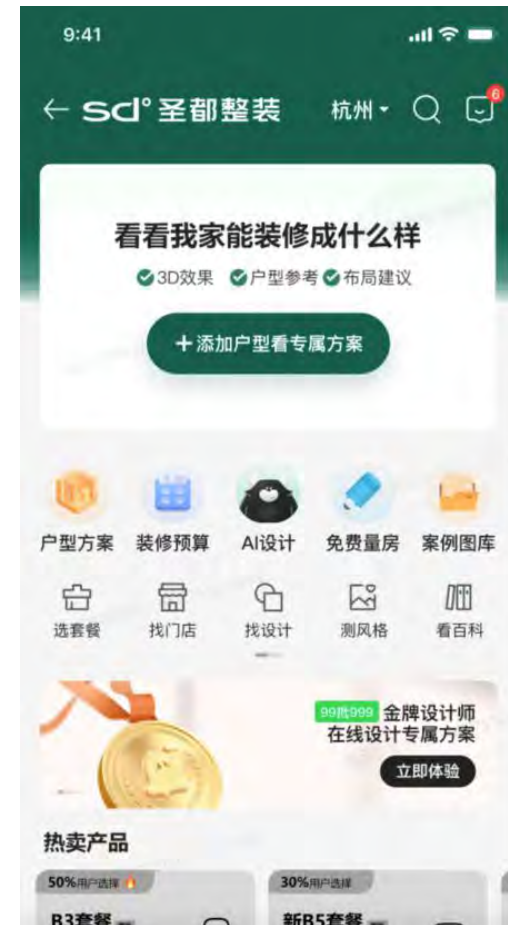 9:41
sd°圣都整装 杭州 6
看看我家能装修成什么样
3D效果 户型参考 布局建议
+添加户型看专属方案
户型方案 装修预算 AI设计 免费量房 案例图库
选套餐 找门店 找设计 测风格 看百科
99抵999 金牌设计师
在线设计专属方案
立即体验
热卖产品
50%用户选择 30%用户选择
B3套餐 新B5套餐